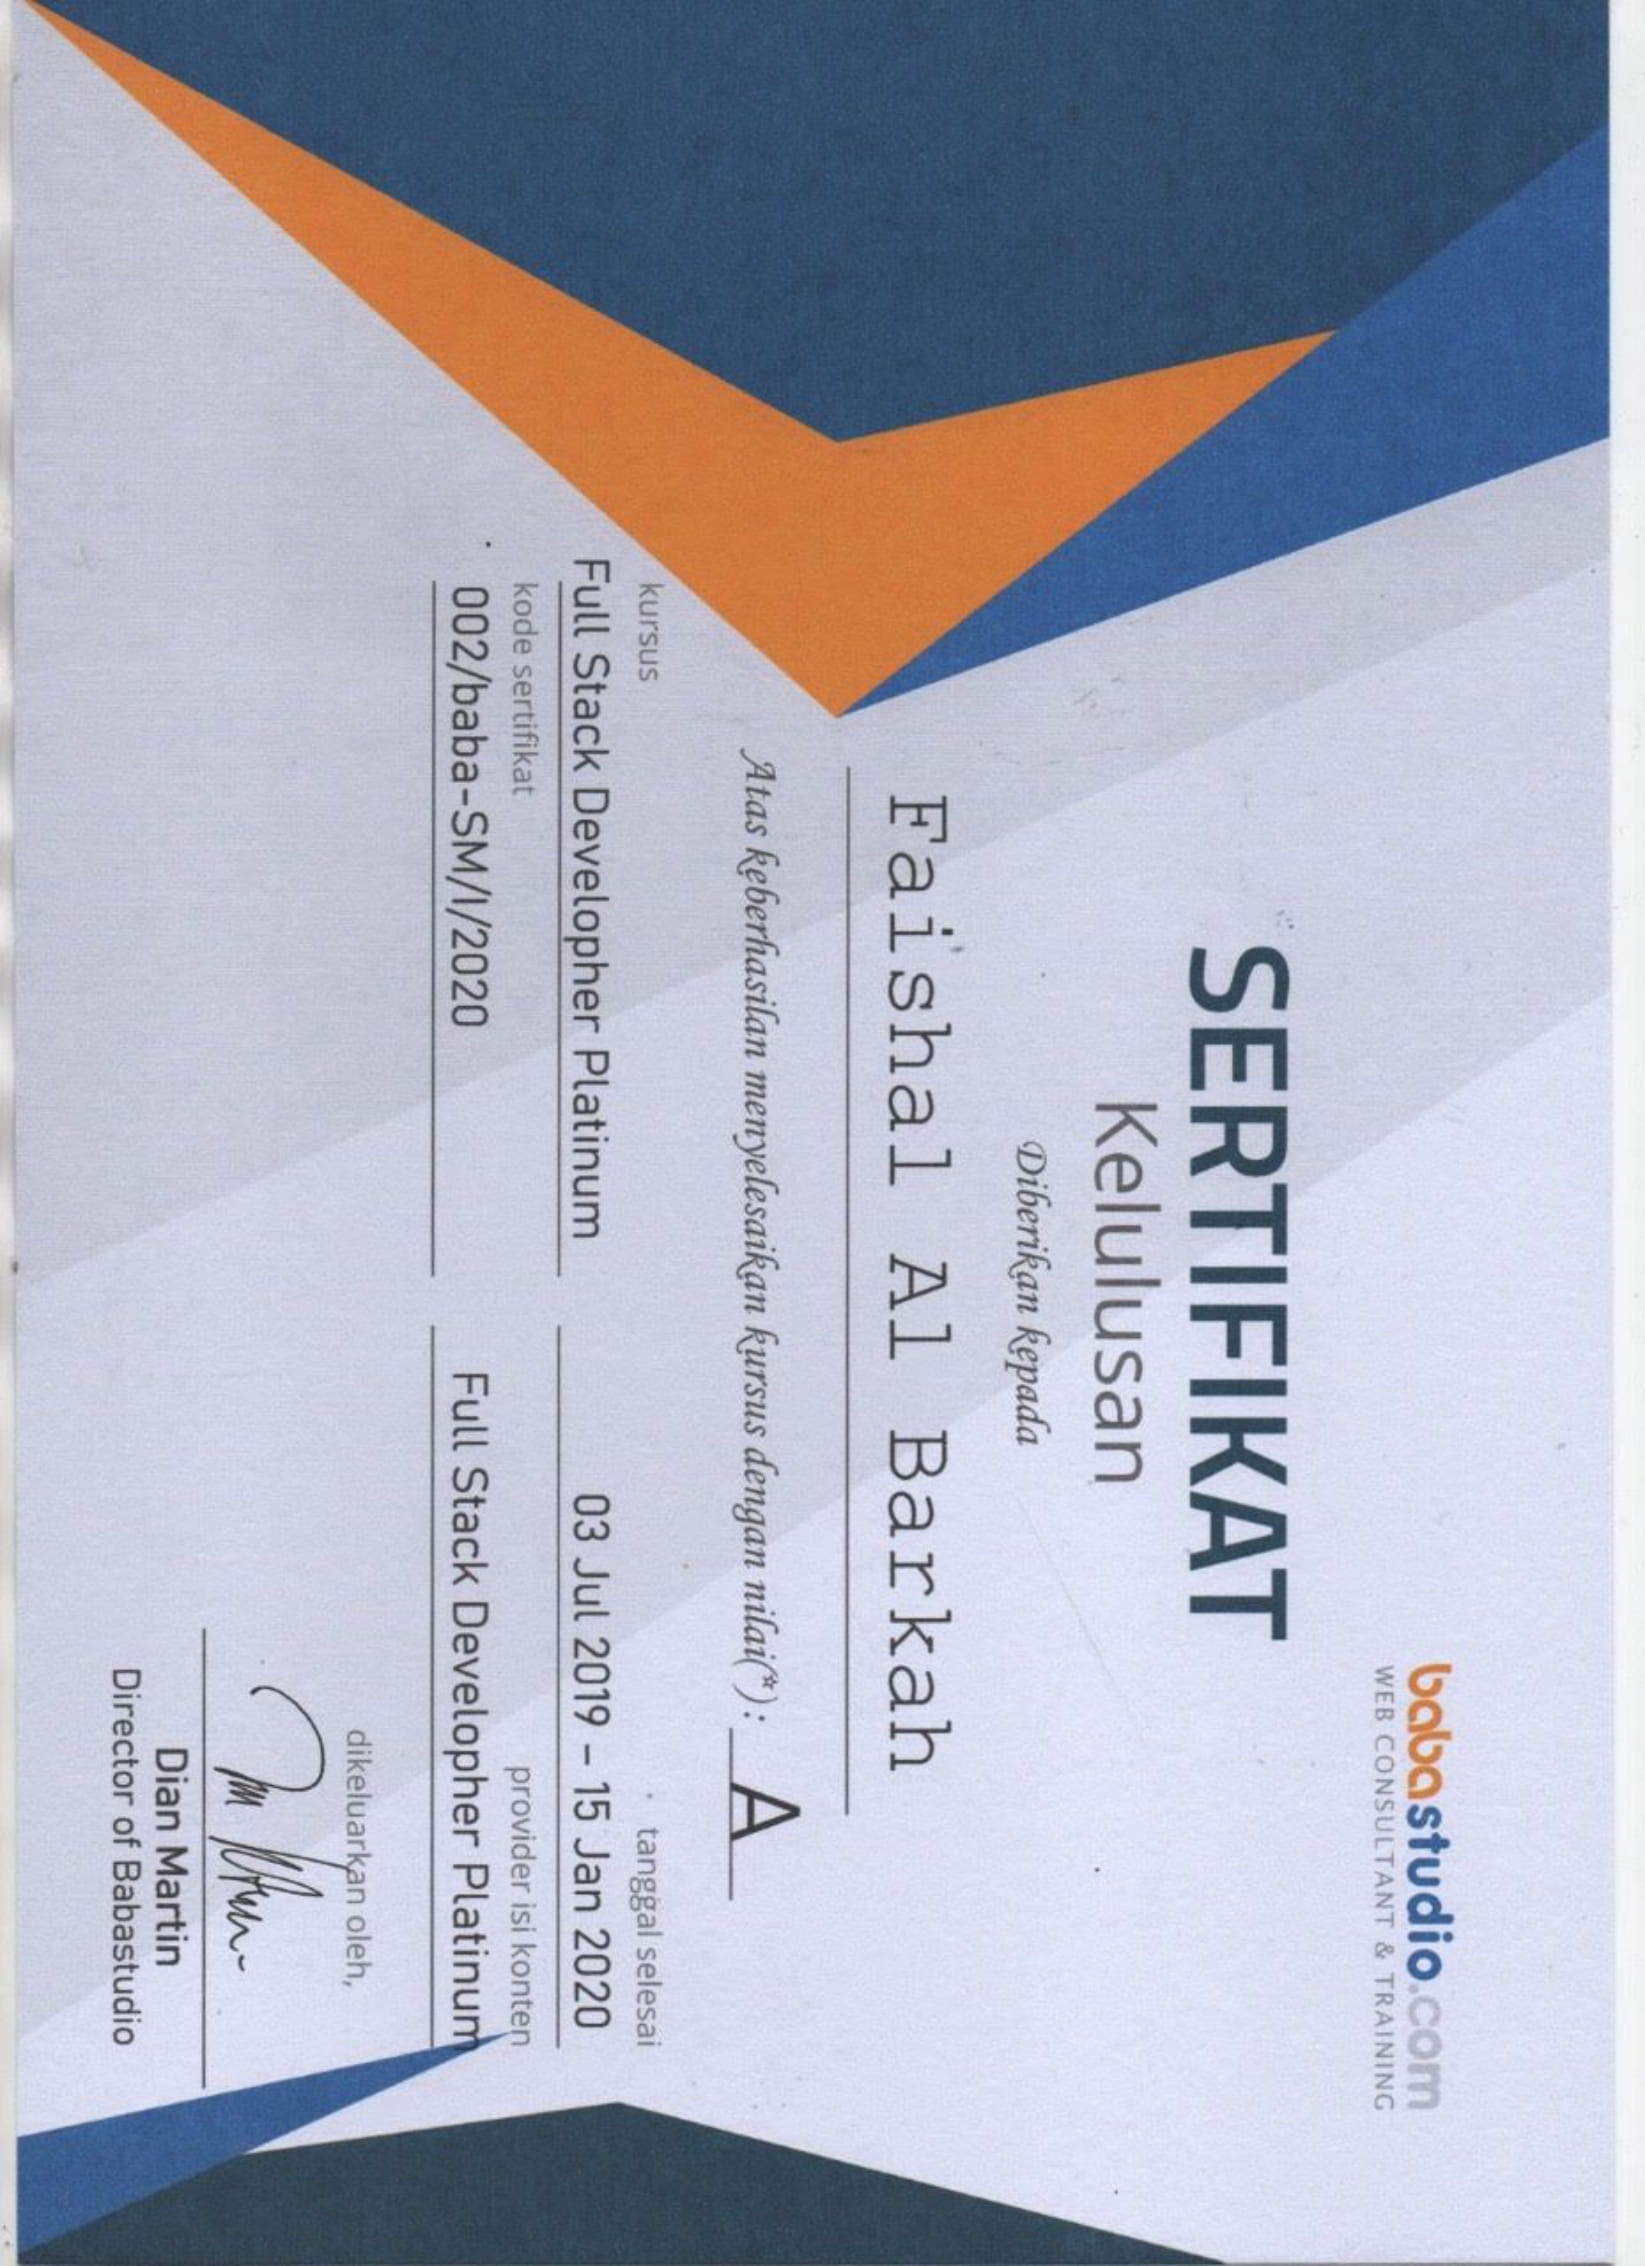 babastudio.com
WEB CONSULTANT & TRAINING
SERTIFIKAT
Kelulusan
Diberikan kepada
Faishal Al Barkah
Atas keberhasilan menyelesaikan kursus dengan nilai(*) : A
kursus
Full Stack Developher Platinum
tanggal selesai
03 Jul 2019 – 15 Jan 2020
kode sertifikat
002/baba-SM/I/2020
provider isi konten
Full Stack Developher Platinum
dikeluarkan oleh,
Dian Martin
Director of Babastudio